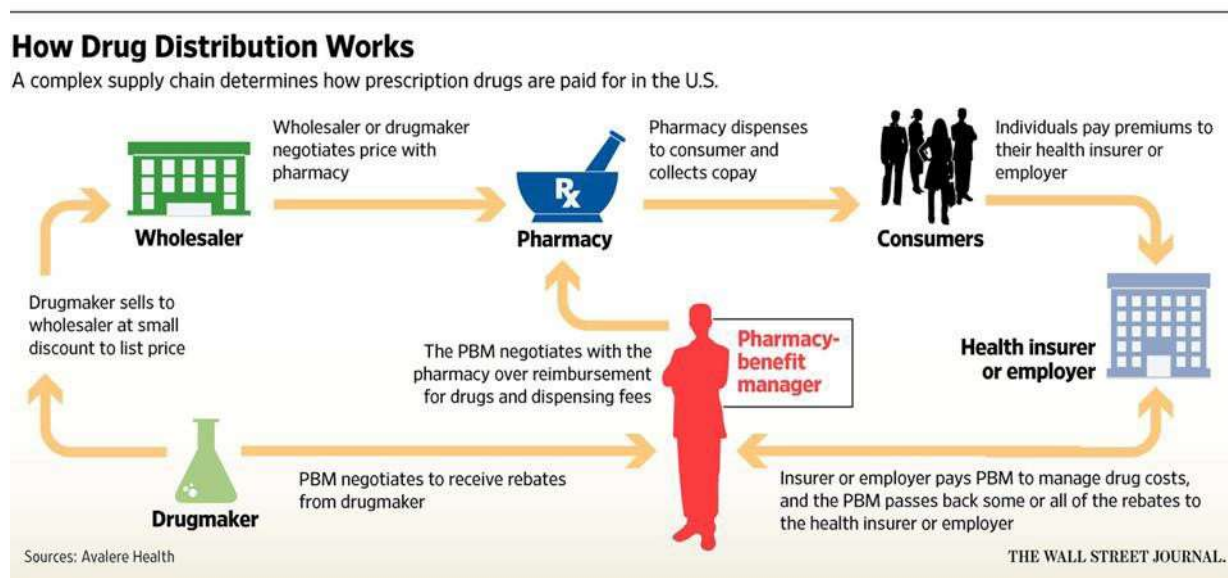 How Drug Distribution Works
A complex supply chain determines how prescription drugs are paid for in the U.S.
Wholesaler or drugmaker
negotiates price with
pharmacy
Pharmacy dispenses
to consumer and
collects copay
Individuals pay premiums to
their health insurer or
employer
Rx
Wholesaler
Pharmacy
Consumers
Drugmaker sells to
wholesaler at small
discount to list price
The PBM negotiates with the
pharmacy over reimbursement
for drugs and dispensing fees
Pharmacy-
benefit
manager
Health insurer
or employer
PBM negotiates to receive rebates
from drugmaker
Insurer or employer pays PBM to manage drug costs,
and the PBM passes back some or all of the rebates to
the health insurer or employer
Drugmaker
Sources: Avalere Health
THE WALL STREET JOURNAL.